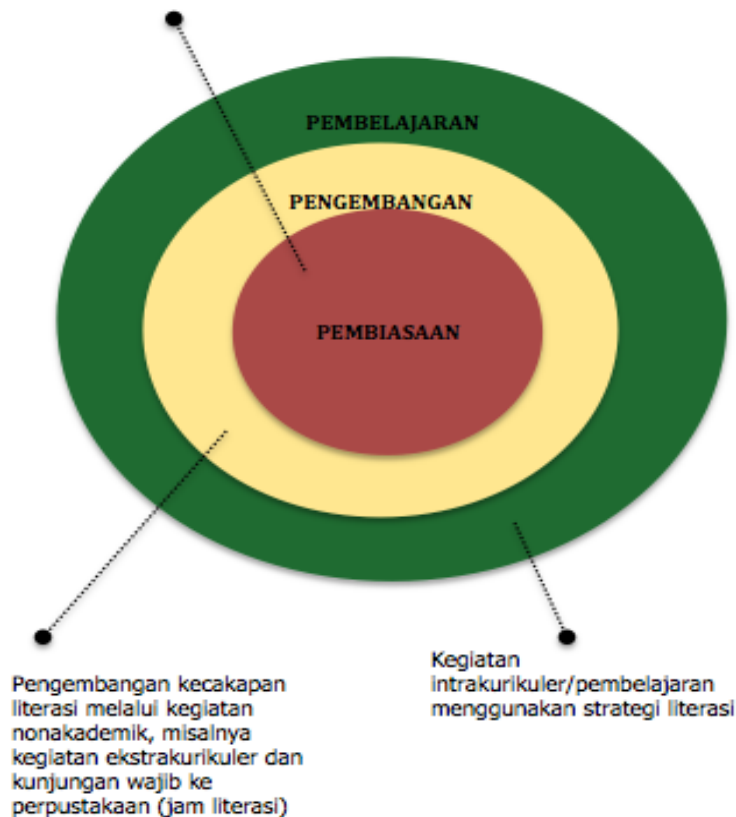 PEMBELAJARAN
PENGEMBANGAN
PEMBIASAAN
Pengembangan kecakapan
literasi melalui kegiatan
nonakademik, misalnya
kegiatan ekstrakurikuler dan
kunjungan wajib ke
perpustakaan (jam literasi)
Kegiatan
intrakurikuler/pembelajaran
menggunakan strategi literasi